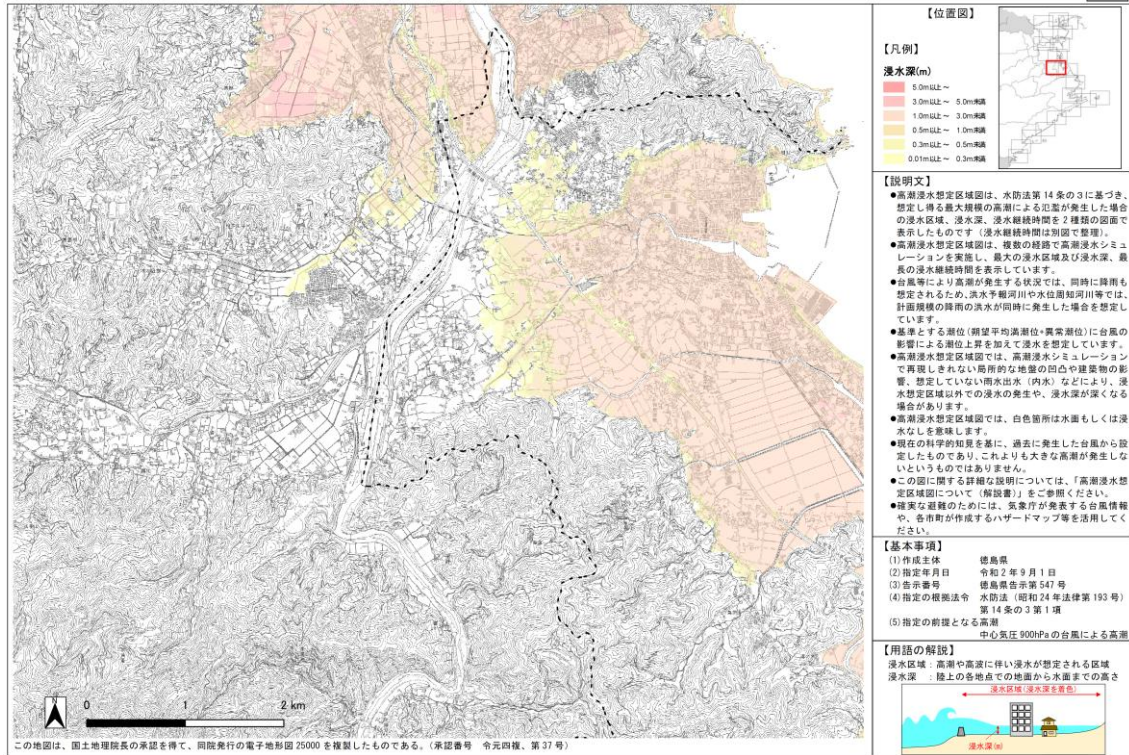 【位置図】
【凡例】
浸水深(m)
5.0m以上～
3.0m以上～ 5.0m未満
1.0m以上～ 3.0m未満
0.5m以上～ 1.0m未満
0.3m以上～ 0.5m未満
0.01m以上～ 0.3m未満
【説明文】
●高潮浸水想定区域図は、水防法第14条の3に基づき、
想定し得る最大規模の高潮による氾濫が発生した場合
の浸水区域、浸水深、浸水継続時間を2種類の図面で
表示したものです（浸水継続時間は別図で整理）。
●高潮浸水想定区域図は、複数の経路で高潮浸水シミュ
レーションを実施し、最大の浸水区域及び浸水深、最
長の浸水継続時間を表示しています。
●台風等により高潮が発生する状況では、同時に降雨も
想定されるため、洪水予報河川や水位周知河川等では、
計画規模の降雨の洪水が同時に発生した場合を想定し
ています。
●基準とする潮位(朔望平均満潮位+異常潮位)に台風の
影響による潮位上昇を加えて浸水を想定しています。
●高潮浸水想定区域図では、高潮浸水シミュレーション
で再現しきれない局所的な地盤の凹凸や建築物の影
響、想定していない雨水出水（内水）などにより、浸
水想定区域以外での浸水の発生や、浸水深が深くなる
場合があります。
●高潮浸水想定区域図では、白色箇所は水面もしくは浸
水なしを意味します。
●現在の科学的知見を基に、過去に発生した台風から設
定したものであり、これよりも大きな高潮が発生しな
いというものではありません。
●この図に関する詳細な説明については、「高潮浸水想
定区域図について（解説書）」をご参照ください。
●確実な避難のためには、気象庁が発表する台風情報
や、各市町が作成するハザードマップ等を活用してく
ださい。
【基本事項】
(1)作成主体 徳島県
(2)指定年月日 令和2年9月1日
(3)告示番号 徳島県告示第547号
(4)指定の根拠法令 水防法（昭和24年法律第193号）
第14条の3第1項
(5)指定の前提となる高潮
中心気圧900hPaの台風による高潮
【用語の解説】
浸水区域：高潮や高波に伴い浸水が想定される区域
浸水深　：陸上の各地点での地面から水面までの高さ
浸水区域(浸水深を着色)
浸水深(m)
N
0 1 2 km
この地図は、国土地理院長の承認を得て、同院発行の電子地形図25000を複製したものである。（承認番号　令元四複、第37号）